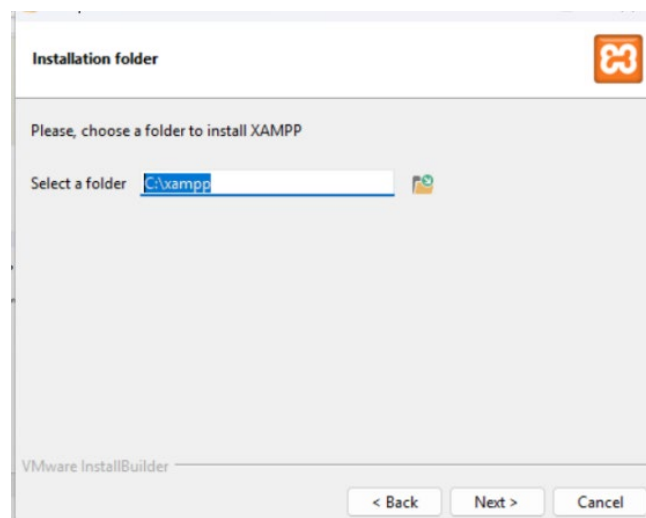 Installation folder
Please, choose a folder to install XAMPP
Select a folder C:\xampp
VMware InstallBuilder
< Back Next > Cancel